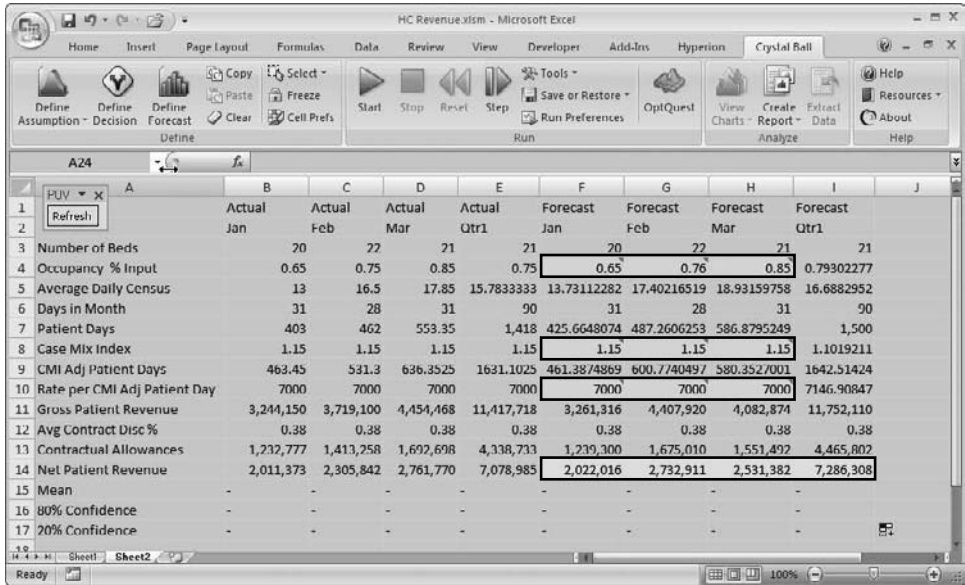 HC Revenue.xlsm - Microsoft Excel
Home Insert Page Layout Formulas Data Review View Developer Add-Ins Hyperion Crystal Ball
Define Assumption
Define Decision
Define Forecast
Copy
Paste
Clear
Select
Freeze
Cell Prefs
Define
Start
Stop
Reset
Step
Tools
Save or Restore
Run Preferences
OptQuest
Run
View Charts
Create Report
Extract Data
Analyze
Help
Resources
About
Help
A24 fx
PUV
Refresh
A B C D E F G H I J
1 Actual Actual Actual Actual Forecast Forecast Forecast Forecast
2 Jan Feb Mar Qtr1 Jan Feb Mar Qtr1
3 Number of Beds 20 22 21 21 20 22 21 21
4 Occupancy % Input 0.65 0.75 0.85 0.75 0.65 0.76 0.85 0.79302277
5 Average Daily Census 13 16.5 17.85 15.7833333 13.73112282 17.40216519 18.93159758 16.6882952
6 Days in Month 31 28 31 90 31 28 31 90
7 Patient Days 403 462 553.35 1,418 425.6648074 487.2606253 586.8795249 1,500
8 Case Mix Index 1.15 1.15 1.15 1.15 1.15 1.15 1.15 1.1019211
9 CMI Adj Patient Days 463.45 531.3 636.3525 1631.1025 461.3874869 600.7740497 580.3527001 1642.51424
10 Rate per CMI Adj Patient Day 7000 7000 7000 7000 7000 7000 7000 7146.90847
11 Gross Patient Revenue 3,244,150 3,719,100 4,454,468 11,417,718 3,261,316 4,407,920 4,082,874 11,752,110
12 Avg Contract Disc % 0.38 0.38 0.38 0.38 0.38 0.38 0.38 0.38
13 Contractual Allowances 1,232,777 1,413,258 1,692,698 4,338,733 1,239,300 1,675,010 1,551,492 4,465,802
14 Net Patient Revenue 2,011,373 2,305,842 2,761,770 7,078,985 2,022,016 2,732,911 2,531,382 7,286,308
15 Mean - - - - - - - -
16 80% Confidence - - - - - - - -
17 20% Confidence - - - - - - - -
18
Sheet1 Sheet2
Ready 100%